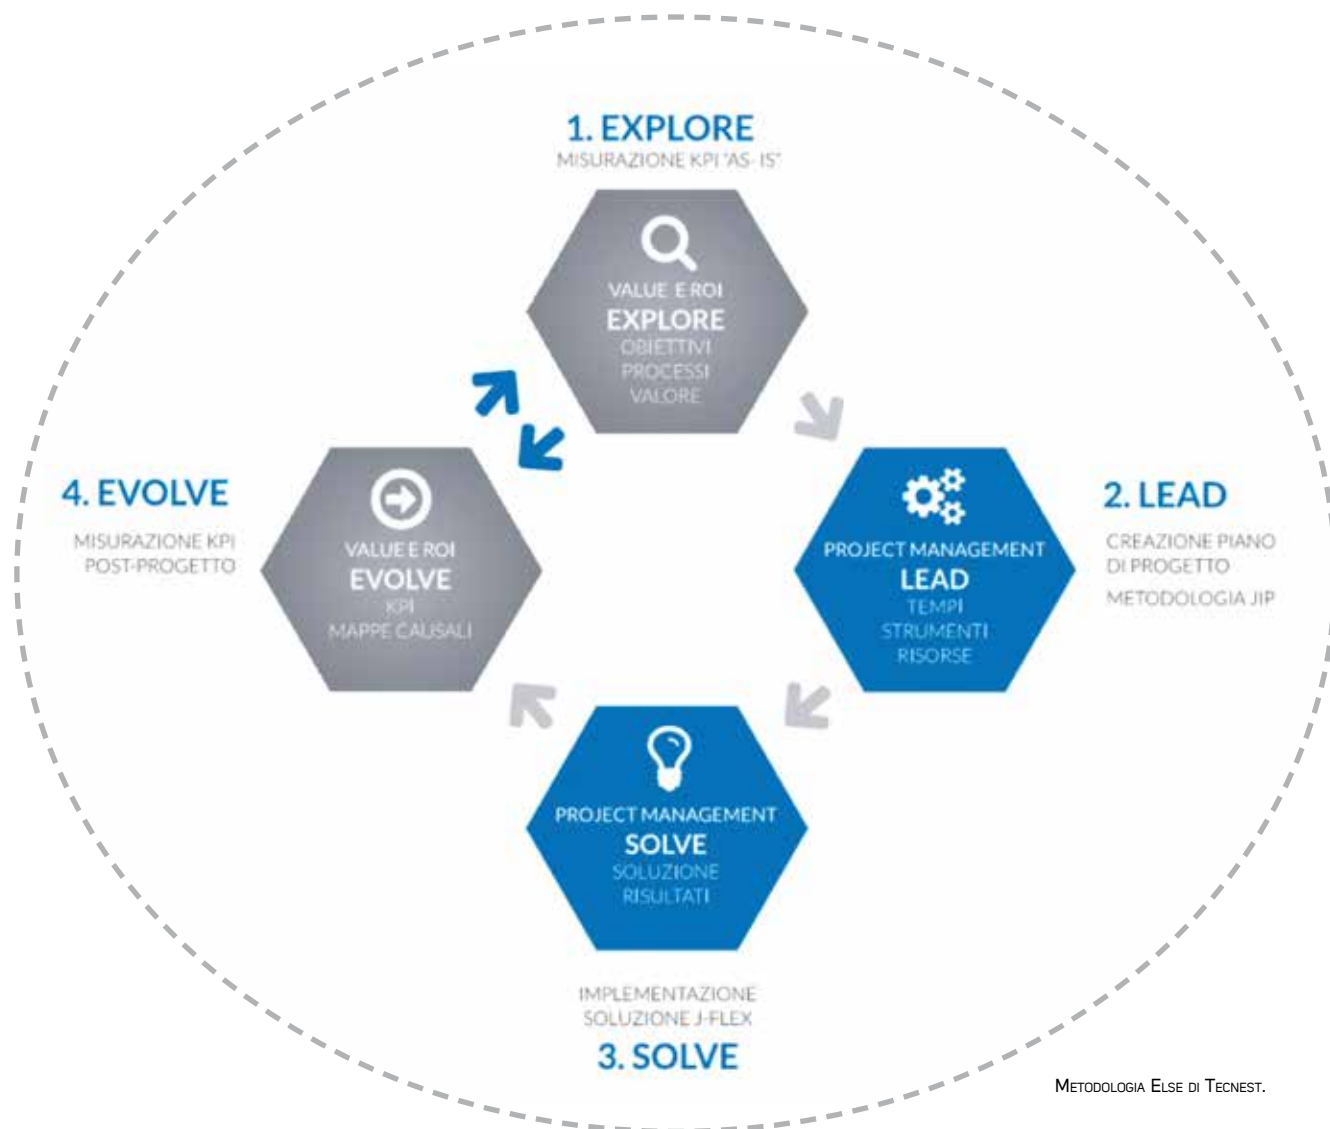 1. EXPLORE
MISURAZIONE KPI "AS- IS"
VALUE E ROI
EXPLORE
OBIETTIVI
PROCESSI
VALORE
4. EVOLVE
MISURAZIONE KPI
POST-PROGETTO
VALUE E ROI
EVOLVE
KPI
MAPPE CAUSALI
PROJECT MANAGEMENT
LEAD
TEMPI
STRUMENTI
RISORSE
2. LEAD
CREAZIONE PIANO
DI PROGETTO
METODOLOGIA JIP
PROJECT MANAGEMENT
SOLVE
SOLUZIONE
RISULTATI
IMPLEMENTAZIONE
SOLUZIONE J-FLEX
3. SOLVE
METODOLOGIA ELSE DI TECNEST.